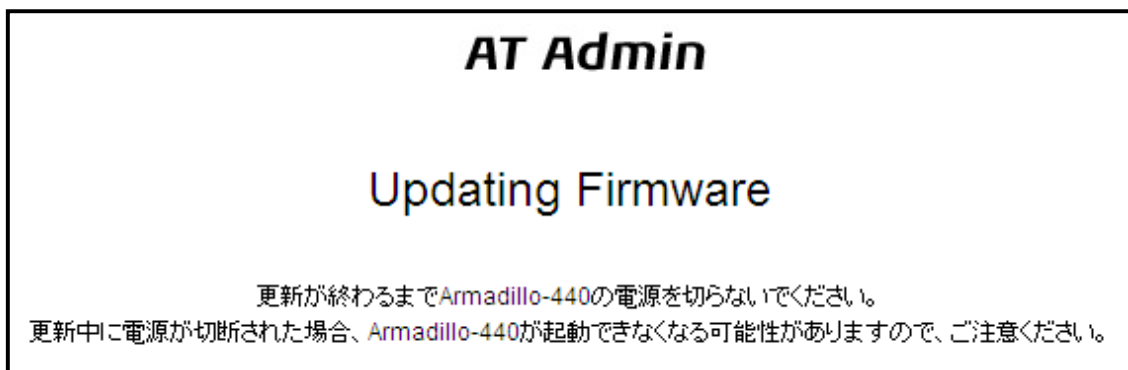 AT Admin
Updating Firmware
更新が終わるまでArmadillo-440の電源を切らないでください。
更新中に電源が切断された場合、Armadillo-440が起動できなくなる可能性がありますので、ご注意ください。